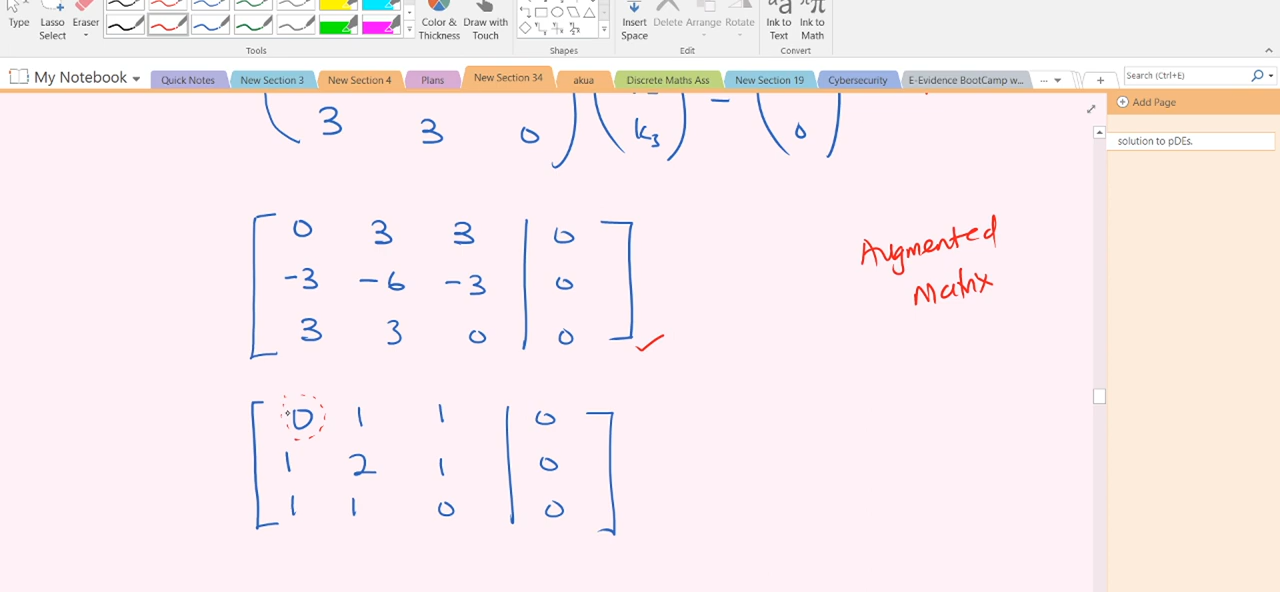 Type
Lasso Select
Eraser
Color & Thickness
Draw with Touch
Insert Space
Delete
Arrange
Rotate
Ink to Text
Ink to Math
Tools
Shapes
Edit
Convert
My Notebook
Quick Notes
New Section 3
New Section 4
Plans
New Section 34
akua
Discrete Maths Ass
New Section 19
Cybersecurity
E-Evidence BootCamp w...
...
Search (Ctrl+E)
Add Page
solution to pDEs.
3 3 0 k3 = 0
0 3 3 | 0
-3 -6 -3 | 0
3 3 0 | 0
Augmented
Matrix
0 1 1 | 0
1 2 1 | 0
1 1 0 | 0